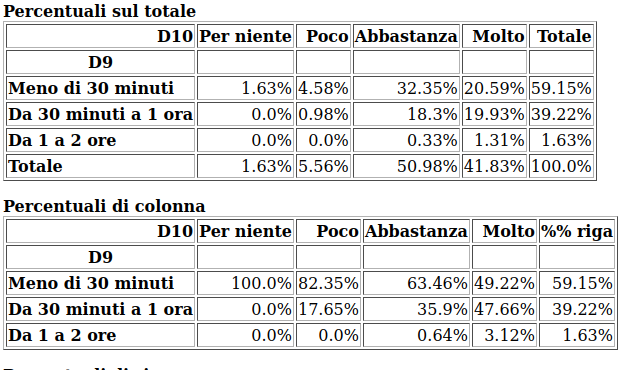 Percentuali sul totale
D10 Per niente Poco Abbastanza Molto Totale
D9
Meno di 30 minuti 1.63% 4.58% 32.35% 20.59% 59.15%
Da 30 minuti a 1 ora 0.0% 0.98% 18.3% 19.93% 39.22%
Da 1 a 2 ore 0.0% 0.0% 0.33% 1.31% 1.63%
Totale 1.63% 5.56% 50.98% 41.83% 100.0%
Percentuali di colonna
D10 Per niente Poco Abbastanza Molto %% riga
D9
Meno di 30 minuti 100.0% 82.35% 63.46% 49.22% 59.15%
Da 30 minuti a 1 ora 0.0% 17.65% 35.9% 47.66% 39.22%
Da 1 a 2 ore 0.0% 0.0% 0.64% 3.12% 1.63%